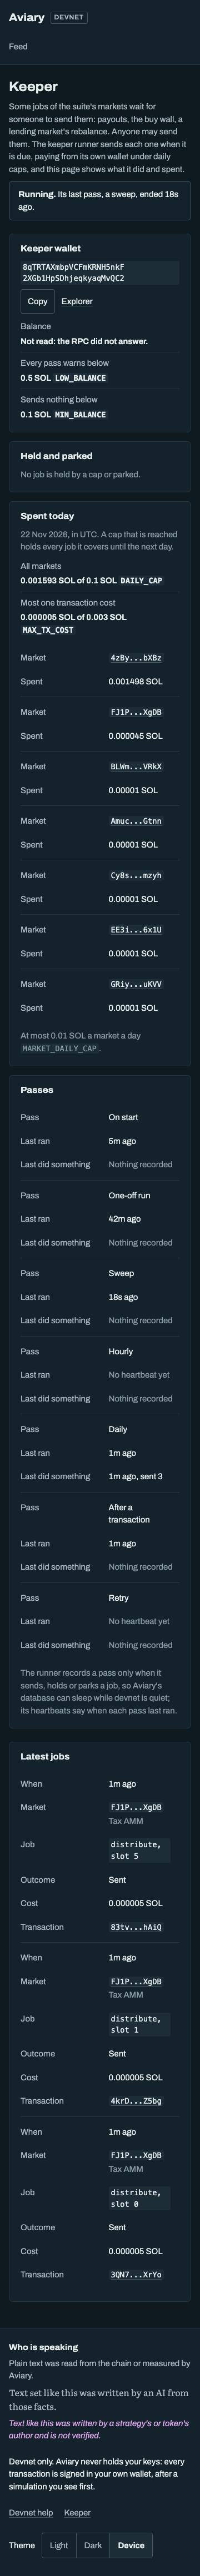 Aviary DEVNET
Feed
Keeper
Some jobs of the suite's markets wait for
someone to send them: payouts, the buy wall, a
lending market's rebalance. Anyone may send
them. The keeper runner sends each one when it
is due, paying from its own wallet under daily
caps, and this page shows what it did and spent.
Running. Its last pass, a sweep, ended 18s
ago.
Keeper wallet
8qTRTAXmbpVCFmKRNH5nkF
2XGb1HpSDhjeqkyaqMvQC2
Copy Explorer
Balance
Not read: the RPC did not answer.
Every pass warns below
0.5 SOL LOW_BALANCE
Sends nothing below
0.1 SOL MIN_BALANCE
Held and parked
No job is held by a cap or parked.
Spent today
22 Nov 2026, in UTC. A cap that is reached
holds every job it covers until the next day.
All markets
0.001593 SOL of 0.1 SOL DAILY_CAP
Most one transaction cost
0.000005 SOL of 0.003 SOL
MAX_TX_COST
Market 4zBy...bXBz
Spent 0.001498 SOL
Market FJ1P...XgDB
Spent 0.000045 SOL
Market BLWm...VRkX
Spent 0.00001 SOL
Market Amuc...Gtnn
Spent 0.00001 SOL
Market Cy8s...mzyh
Spent 0.00001 SOL
Market EE3i...6x1U
Spent 0.00001 SOL
Market GRiy...uKVV
Spent 0.00001 SOL
At most 0.01 SOL a market a day
MARKET_DAILY_CAP.
Passes
Pass On start
Last ran 5m ago
Last did something Nothing recorded
Pass One-off run
Last ran 42m ago
Last did something Nothing recorded
Pass Sweep
Last ran 18s ago
Last did something Nothing recorded
Pass Hourly
Last ran No heartbeat yet
Last did something Nothing recorded
Pass Daily
Last ran 1m ago
Last did something 1m ago, sent 3
Pass After a
transaction
Last ran 1m ago
Last did something Nothing recorded
Pass Retry
Last ran No heartbeat yet
Last did something Nothing recorded
The runner records a pass only when it
sends, holds or parks a job, so Aviary's
database can sleep while devnet is quiet;
its heartbeats say when each pass last ran.
Latest jobs
When 1m ago
Market FJ1P...XgDB
Tax AMM
Job distribute,
slot 5
Outcome Sent
Cost 0.000005 SOL
Transaction 83tv...hAiQ
When 1m ago
Market FJ1P...XgDB
Tax AMM
Job distribute,
slot 1
Outcome Sent
Cost 0.000005 SOL
Transaction 4krD...Z5bg
When 1m ago
Market FJ1P...XgDB
Tax AMM
Job distribute,
slot 0
Outcome Sent
Cost 0.000005 SOL
Transaction 3QN7...XrYo
Who is speaking
Plain text was read from the chain or measured by
Aviary.
Text set like this was written by an AI from
those facts.
Text like this was written by a strategy's or token's
author and is not verified.
Devnet only. Aviary never holds your keys: every
transaction is signed in your own wallet, after a
simulation you see first.
Devnet help Keeper
Theme Light Dark Device